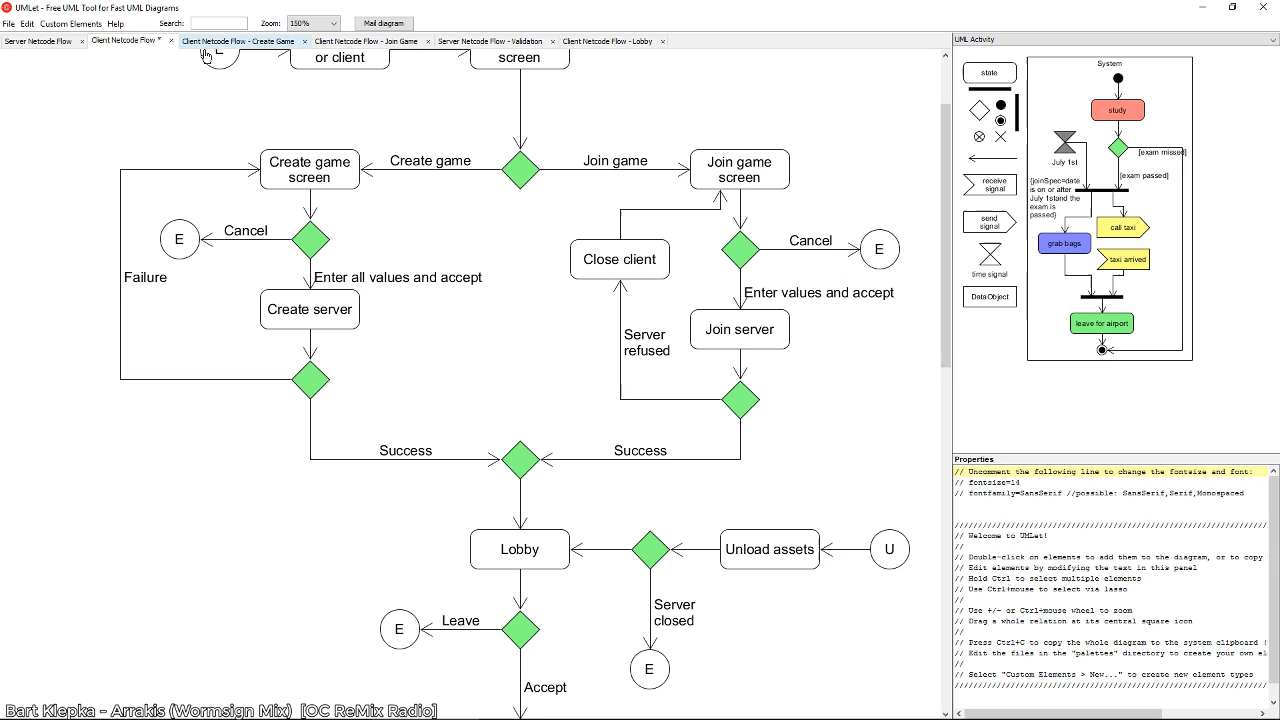 UMLet - Free UML Tool for Fast UML Diagrams
File Edit Custom Elements Help Search: Zoom: 150% Mail diagram
Server Netcode Flow × Client Netcode Flow * × Client Netcode Flow - Create Game × Client Netcode Flow - Join Game × Server Netcode Flow - Validation × Client Netcode Flow - Lobby ×
E
or client
screen
Create game
screen
Create game
Join game
Join game
screen
E
Cancel
Close client
Cancel
E
Failure
Enter all values and accept
Enter values and accept
Create server
Join server
Server
refused
Success
Success
Lobby
Unload assets
U
E
Leave
Server
closed
E
Accept
Bart Klepka - Arrakis (Wormsign Mix) [OC ReMix Radio]
UML Activity
state
receive
signal
send
signal
time signal
DataObject
System
study
July 1st
[exam missed]
[exam passed]
{joinSpec=date
is on or after
July 1stand the
exam is
passed}
call taxi
grab bags
taxi arrived
leave for airport
Properties
// Uncomment the following line to change the fontsize and font:
// fontsize=14
// fontfamily=SansSerif //possible: SansSerif,Serif,Monospaced
//////////////////////////////////////////////////////////////////
// Welcome to UMLet!
//
// Double-click on elements to add them to the diagram, or to copy
// Edit elements by modifying the text in this panel
// Hold Ctrl to select multiple elements
// Use Ctrl+mouse to select via lasso
//
// Use +/- or Ctrl+mouse wheel to zoom
// Drag a whole relation at its central square icon
//
// Press Ctrl+C to copy the whole diagram to the system clipboard (
// Edit the files in the "palettes" directory to create your own el
//
// Select "Custom Elements > New..." to create new element types
//////////////////////////////////////////////////////////////////